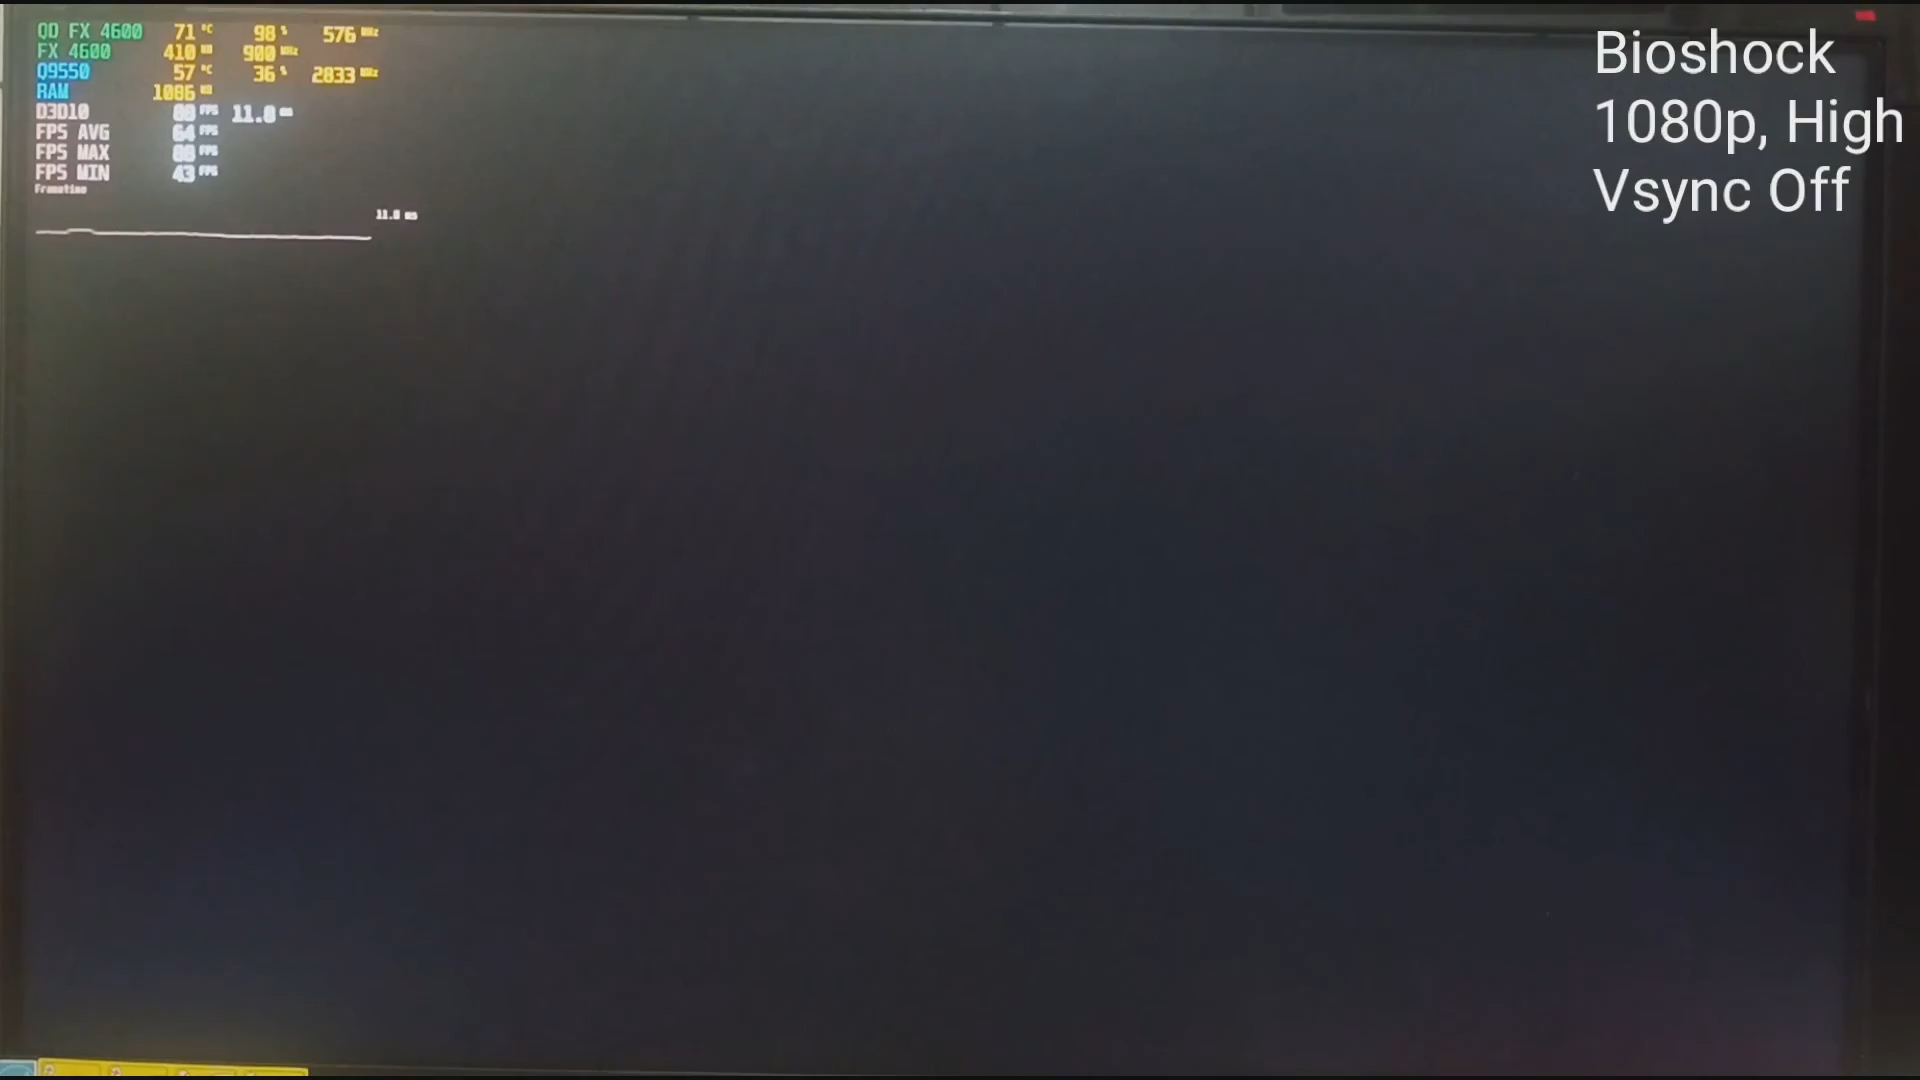 QD FX 4600 71 °C 98 % 576 MHz
FX 4600 410 MB 900 MHz
Q9550 57 °C 36 % 2833 MHz
RAM 1086 MB
D3D10 FPS ms
FPS AVG 64 FPS
FPS MAX FPS
FPS MIN 43 FPS
Frametime
ms
Bioshock
1080p, High
Vsync Off